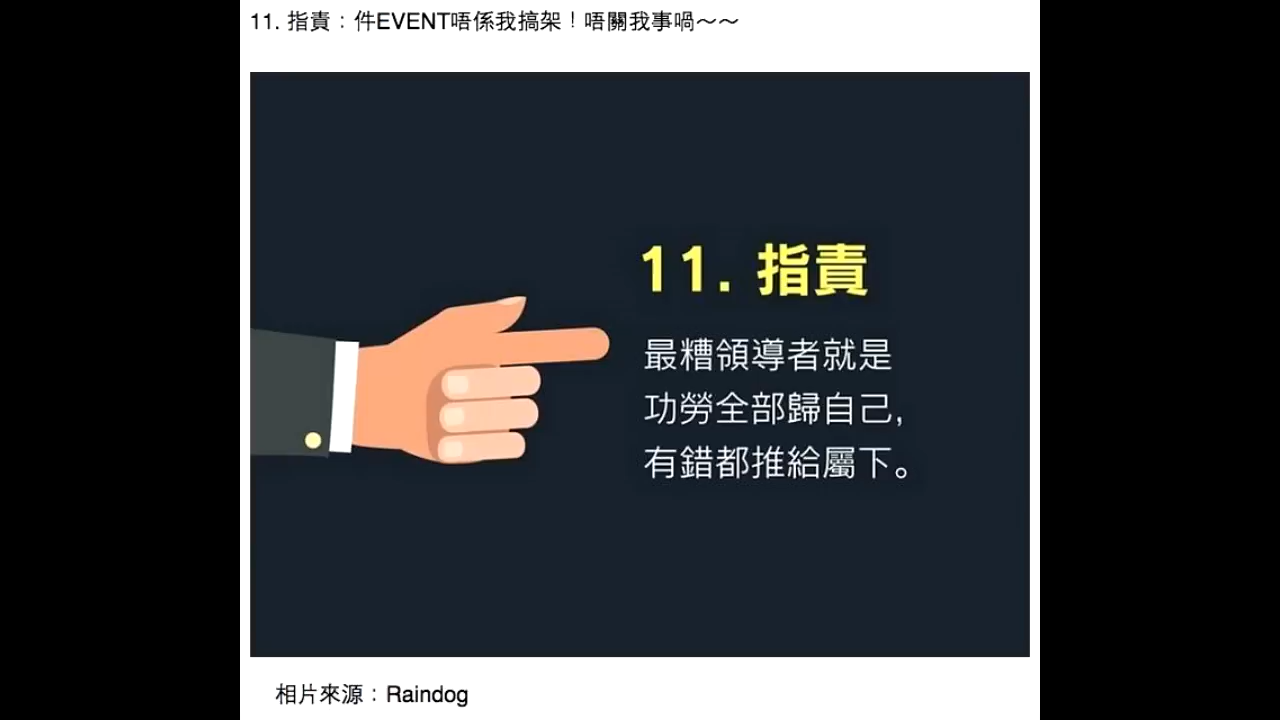 11. 指責：件EVENT唔係我搞架！唔關我事喎～～
11. 指責
最糟領導者就是
功勞全部歸自己,
有錯都推給屬下。
相片來源：Raindog